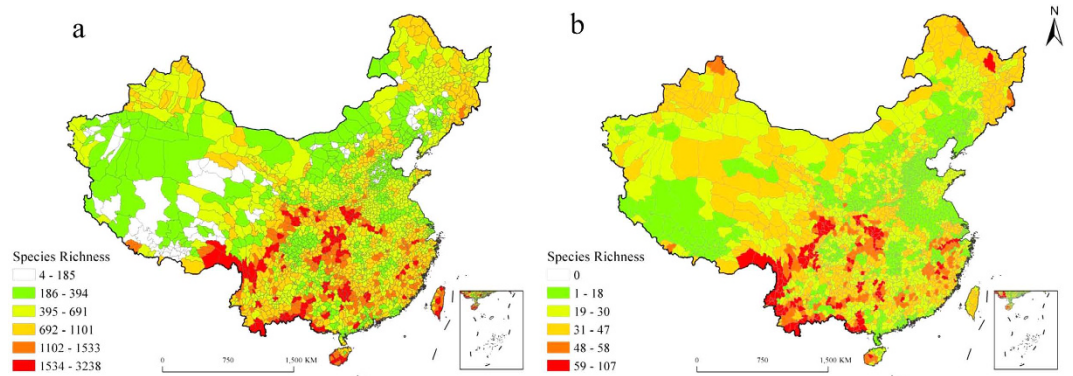 a
b
N
Species Richness
4 - 185
186 - 394
395 - 691
692 - 1101
1102 - 1533
1534 - 3238
0 750 1,500 KM
Species Richness
0
1 - 18
19 - 30
31 - 47
48 - 58
59 - 107
0 750 1,500 KM